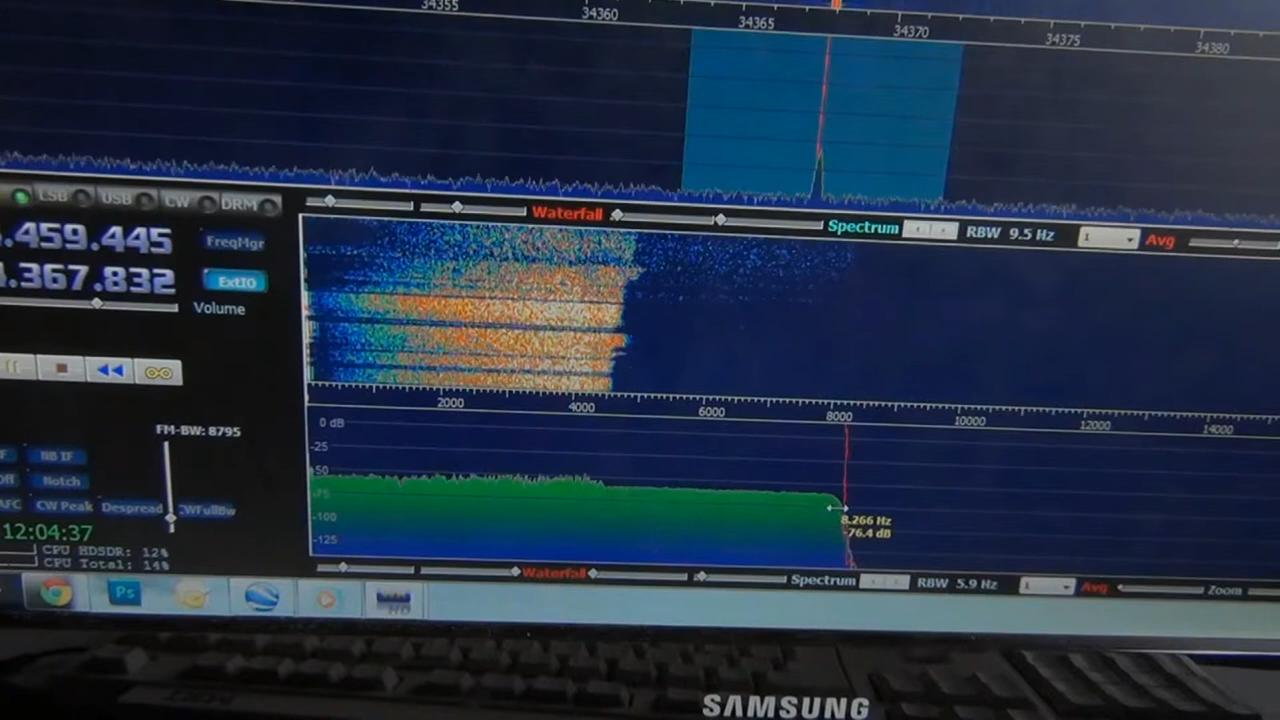 34355 34360 34365 34370 34375 34380
LSB USB CW DRM
.459.445 FreqMgr
.367.832 ExtIO
Volume
Waterfall Spectrum RBW 9.5 Hz 1 Avg
2000 4000 6000 8000 10000 12000 14000
0 dB
-25
-50
-75
-100
-125
8.266 Hz
-76.4 dB
FM-BW: 8795
NB IF
Notch
AFC CW Peak Despread CWFullBw
12:04:37
CPU HDSDR: 12%
CPU Total: 14%
Waterfall Spectrum RBW 5.9 Hz 1 Avg Zoom
Ps
SAMSUNG